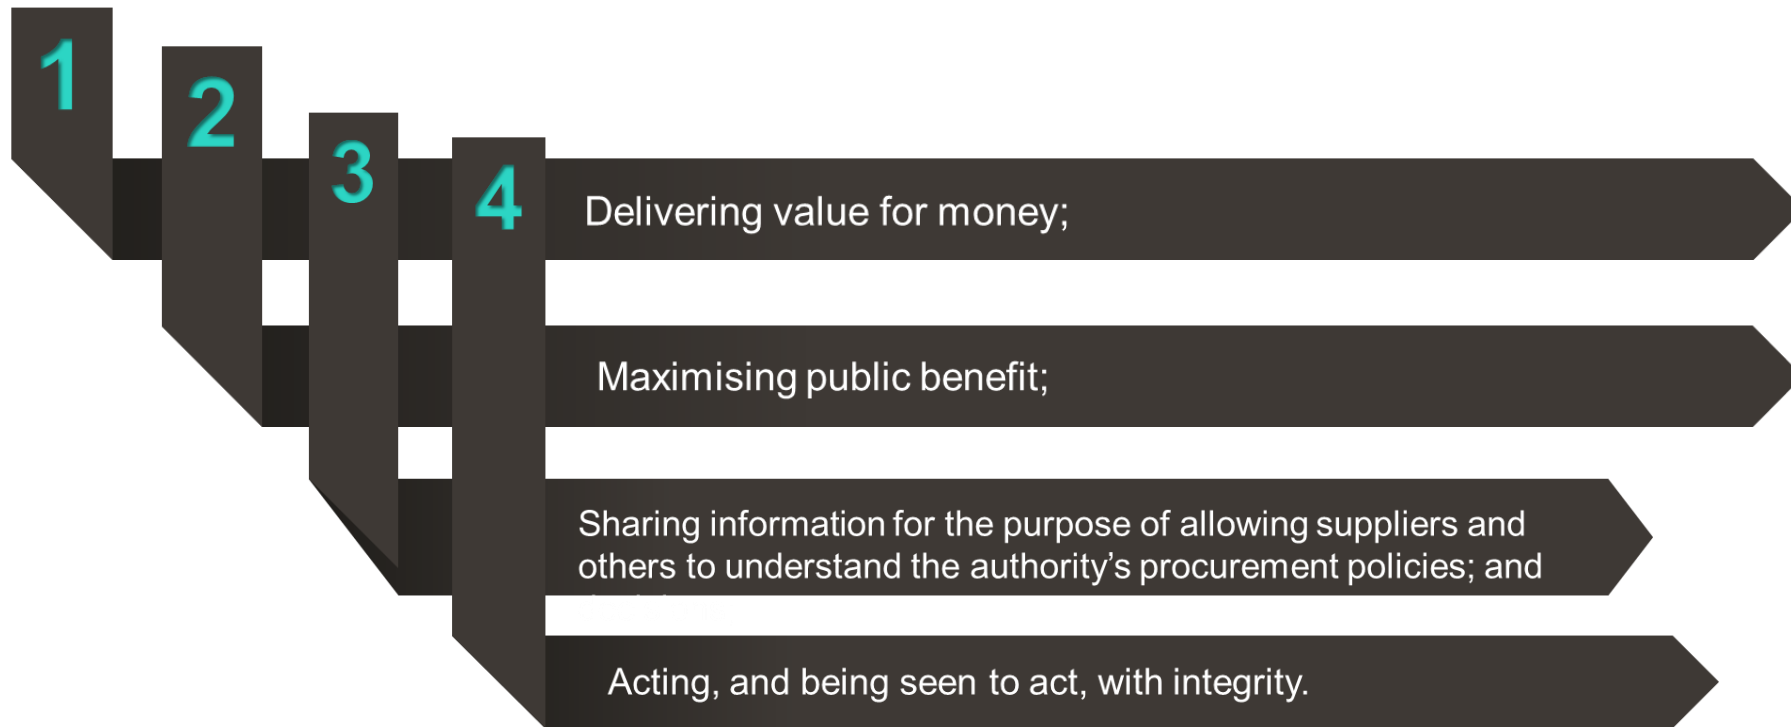 1
2
3
4
Delivering value for money;
Maximising public benefit;
Sharing information for the purpose of allowing suppliers and
others to understand the authority’s procurement policies; and
Acting, and being seen to act, with integrity.